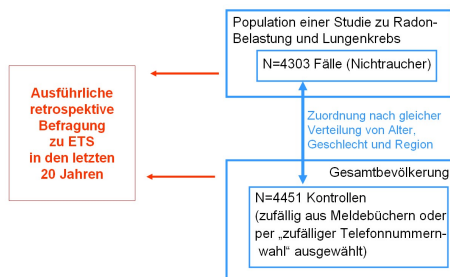 Population einer Studie zu Radon-
Belastung und Lungenkrebs
N=4303 Fälle (Nichtraucher)
Ausführliche
retrospektive
Befragung
zu ETS
in den letzten
20 Jahren
Zuordnung nach gleicher
Verteilung von Alter,
Geschlecht und Region
Gesamtbevölkerung
N=4451 Kontrollen
(zufällig aus Meldebüchern oder
per „zufälliger Telefonnummern-
wahl“ ausgewählt)